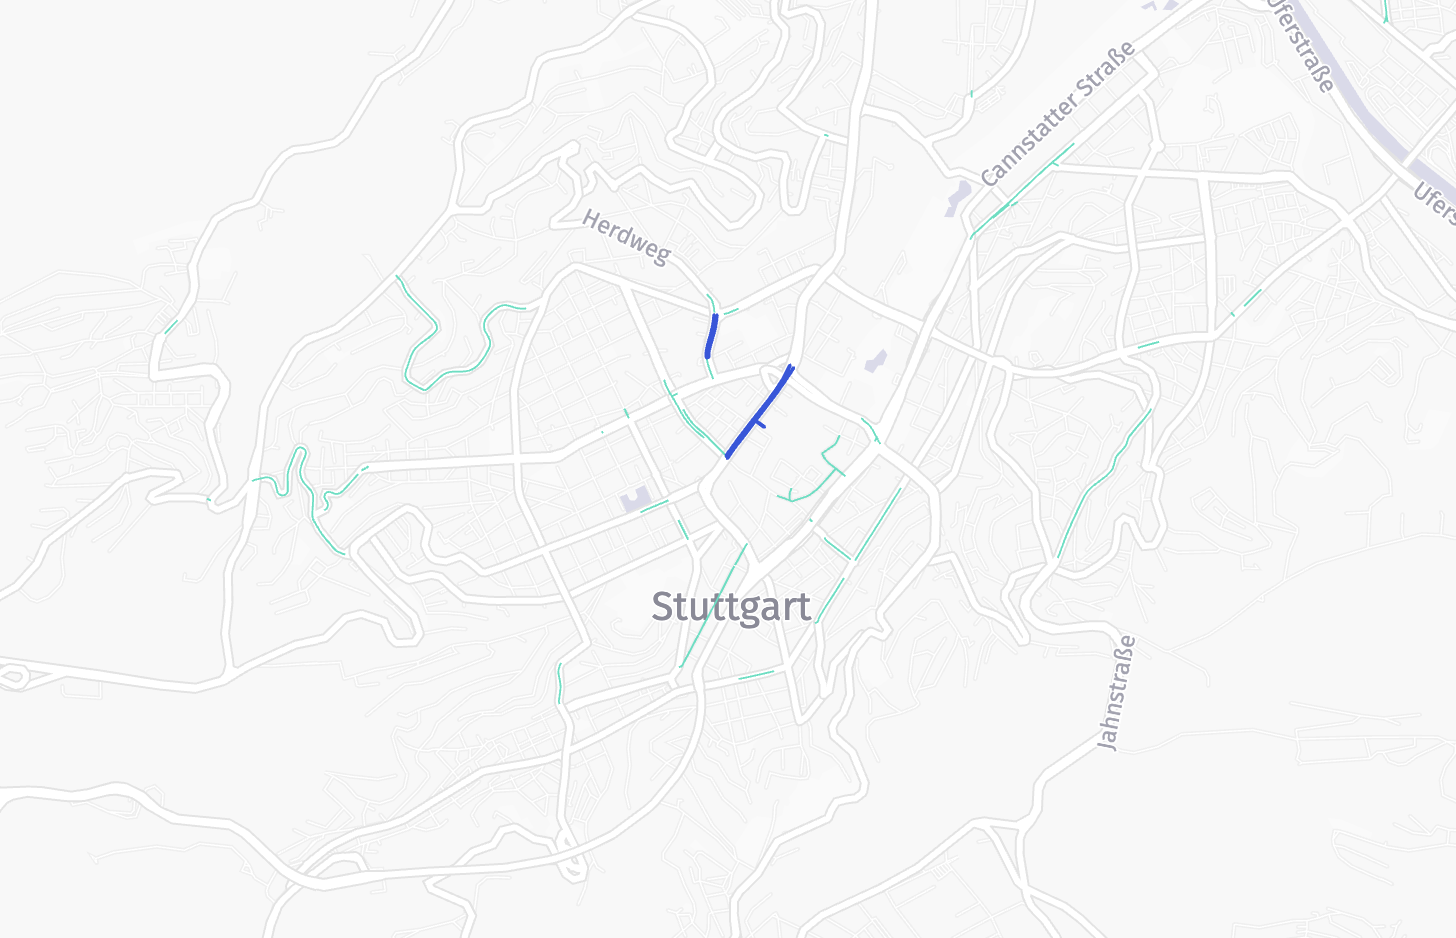 Uferstraße
Cannstatter Straße
Ufers
Herdweg
Stuttgart
Jahnstraße